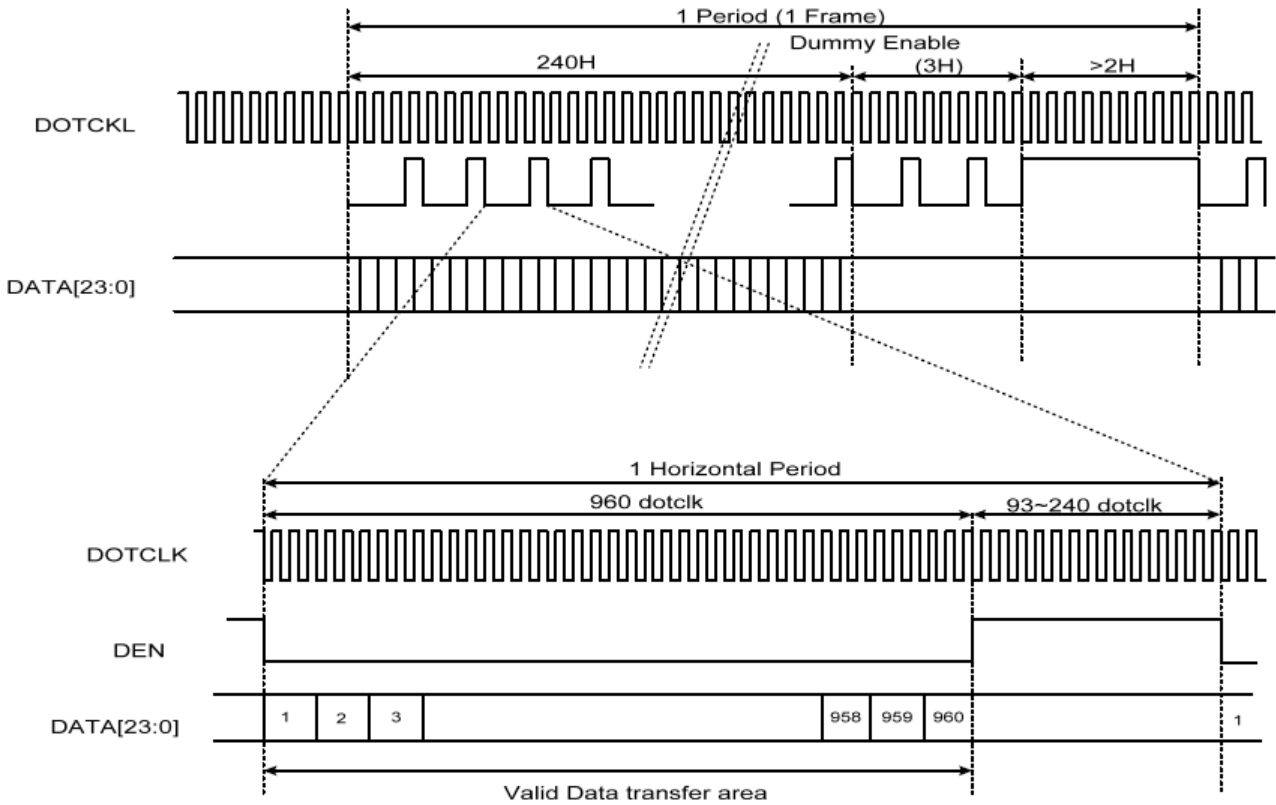 1 Period (1 Frame)
Dummy Enable
240H
(3H)
>2H
DOTCKL
DATA[23:0]
1 Horizontal Period
960 dotclk
93~240 dotclk
DOTCLK
DEN
DATA[23:0]
1
2
3
958
959
960
1
Valid Data transfer area